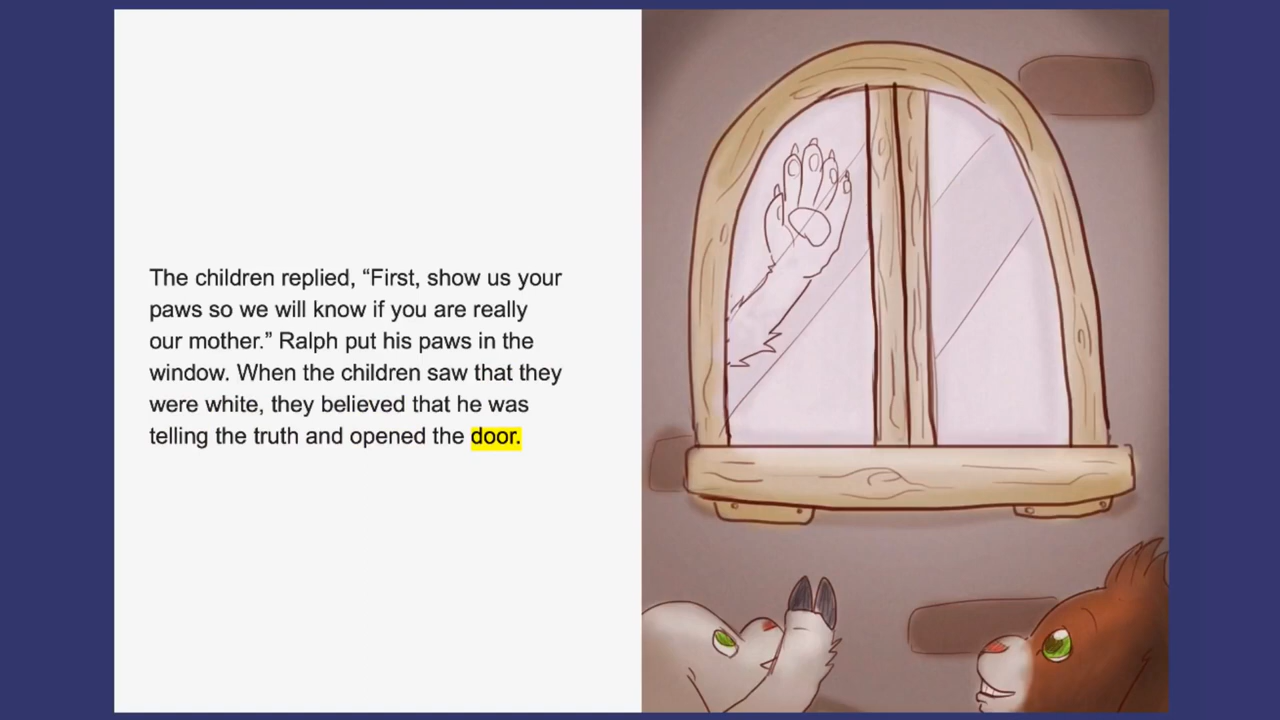 The children replied, “First, show us your
paws so we will know if you are really
our mother.” Ralph put his paws in the
window. When the children saw that they
were white, they believed that he was
telling the truth and opened the door.